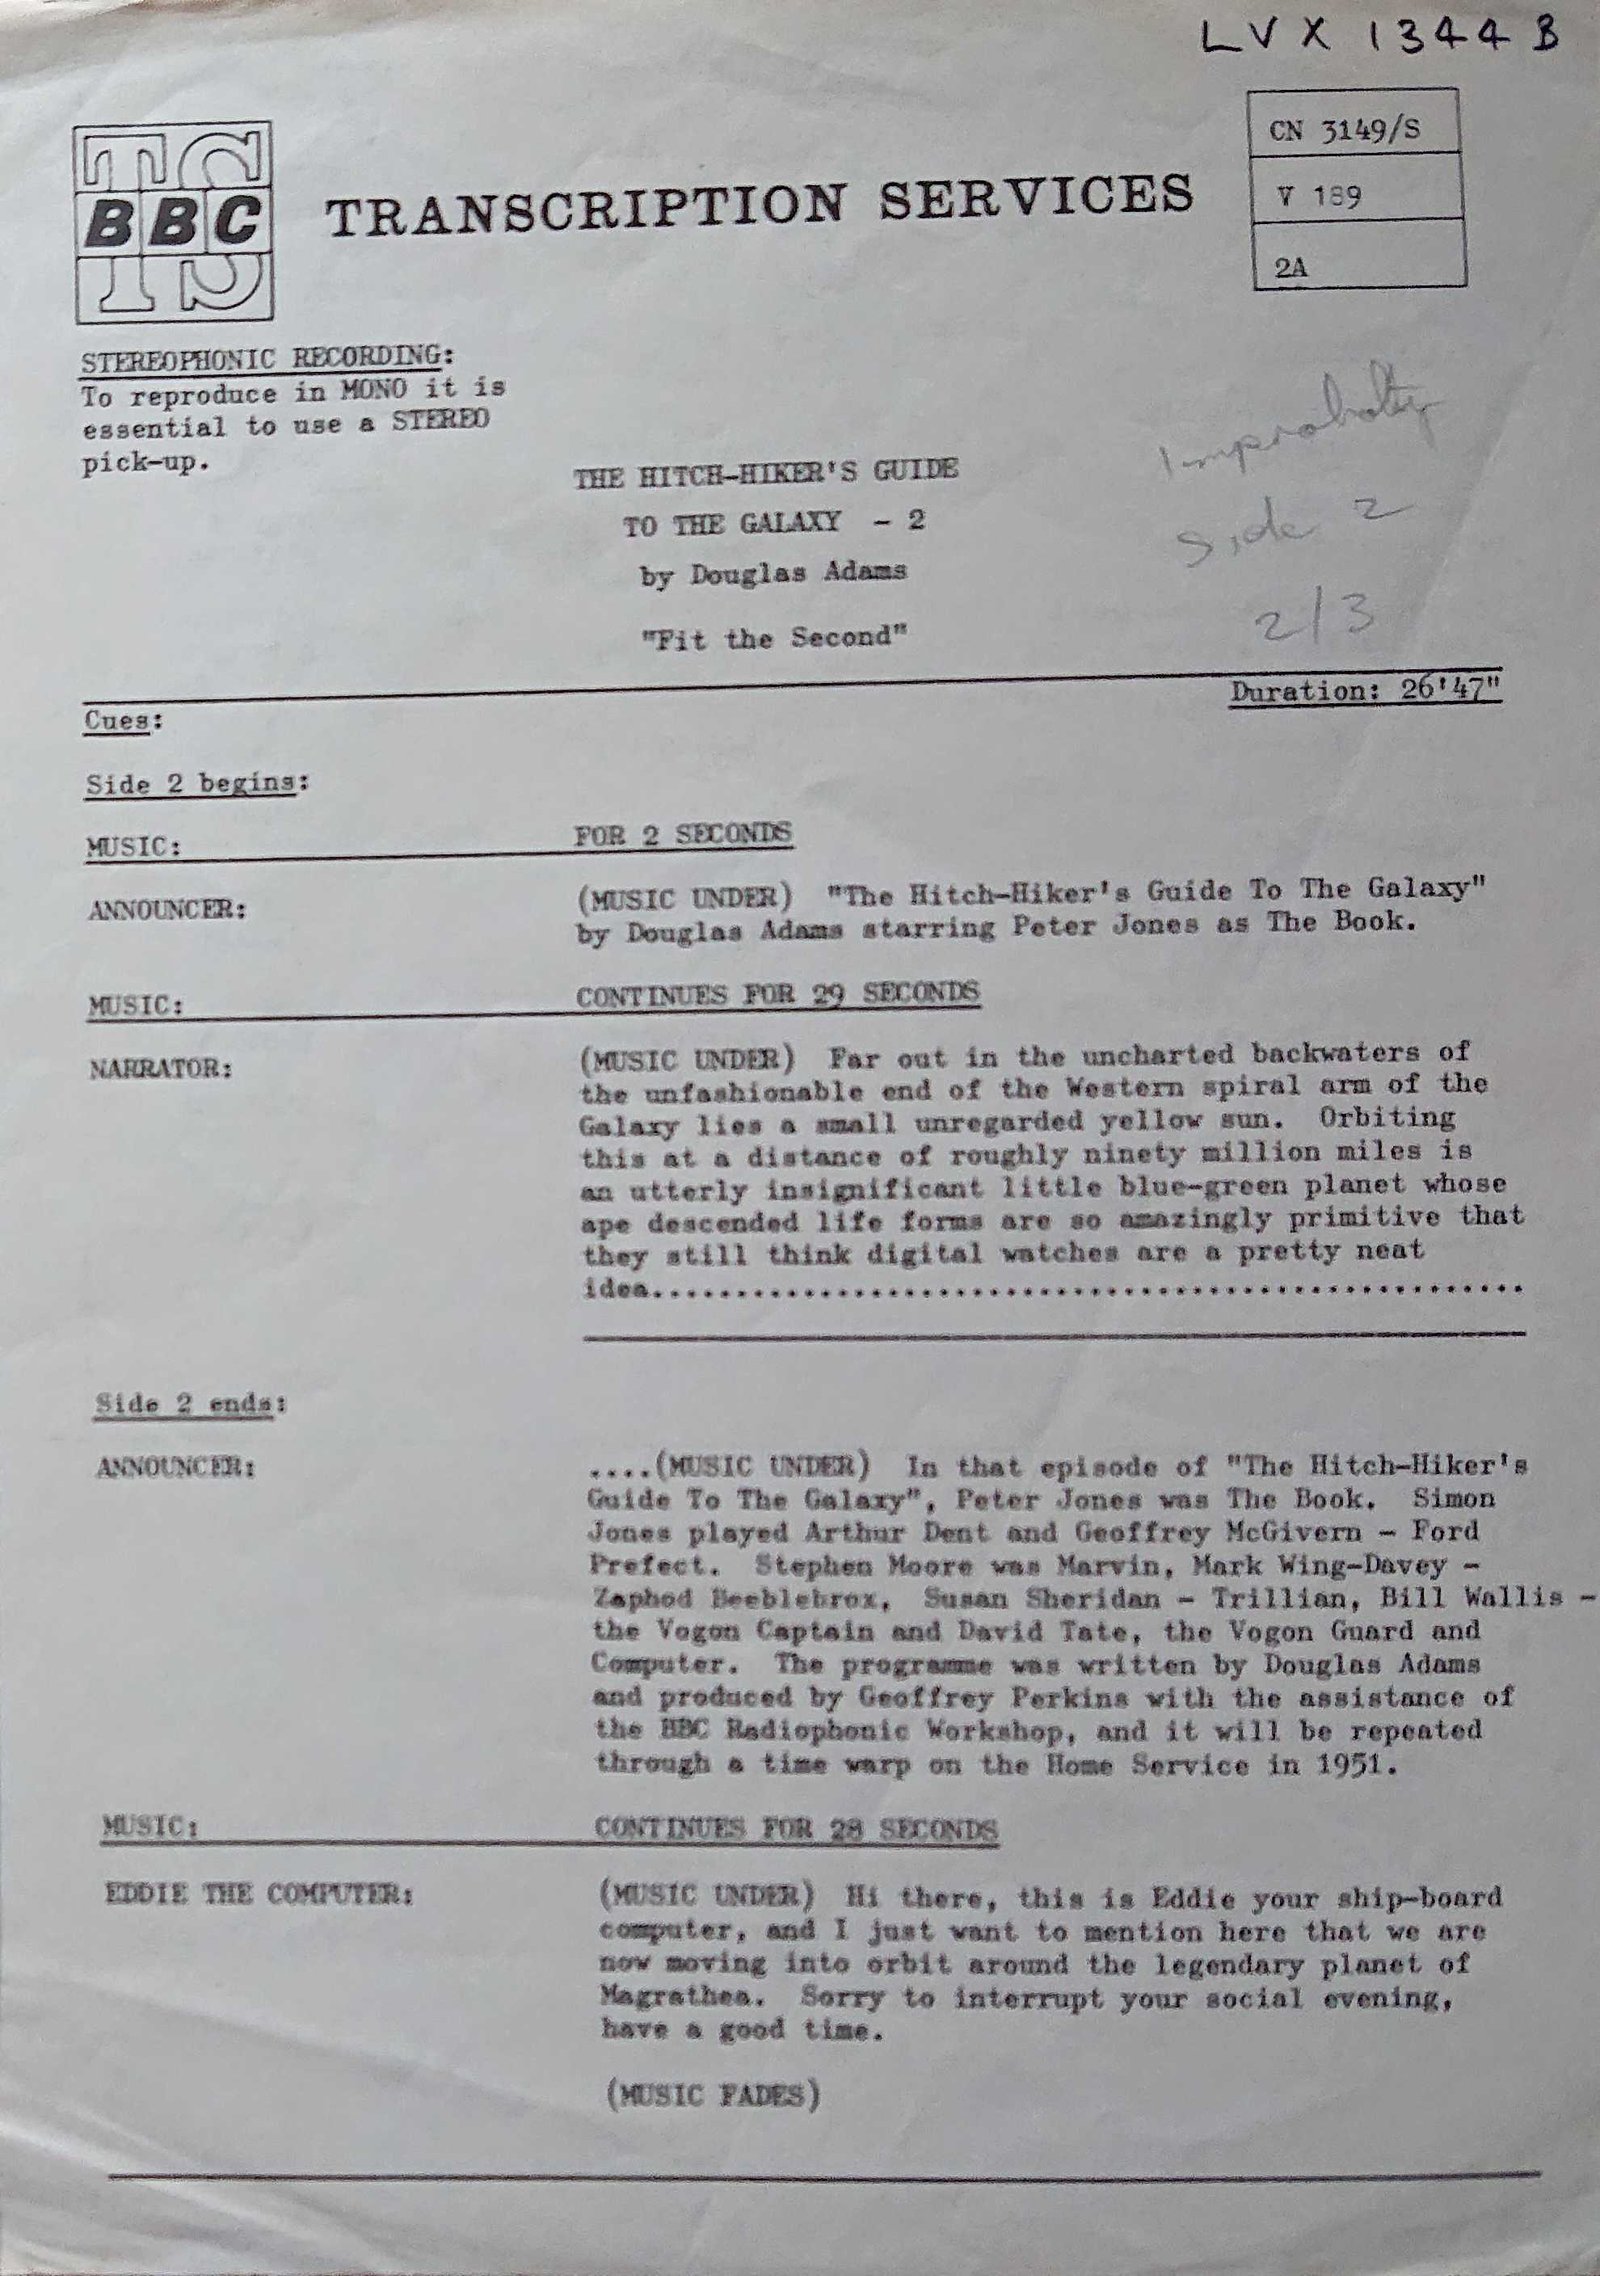 LVX 1344 B
CN 3149/S
V 189
2A
TS
BBC
TRANSCRIPTION SERVICES
STEREOPHONIC RECORDING:
To reproduce in MONO it is
essential to use a STEREO
pick-up.
Improbability
Side 2
2/3
THE HITCH-HIKER'S GUIDE
TO THE GALAXY - 2
by Douglas Adams
"Fit the Second"
Duration: 26'47"
Cues:
Side 2 begins:
MUSIC: FOR 2 SECONDS
ANNOUNCER: (MUSIC UNDER) "The Hitch-Hiker's Guide To The Galaxy"
by Douglas Adams starring Peter Jones as The Book.
MUSIC: CONTINUES FOR 29 SECONDS
NARRATOR: (MUSIC UNDER) Far out in the uncharted backwaters of
the unfashionable end of the Western spiral arm of the
Galaxy lies a small unregarded yellow sun. Orbiting
this at a distance of roughly ninety million miles is
an utterly insignificant little blue-green planet whose
ape descended life forms are so amazingly primitive that
they still think digital watches are a pretty neat
idea....................................................
Side 2 ends:
ANNOUNCER: ....(MUSIC UNDER) In that episode of "The Hitch-Hiker's
Guide To The Galaxy", Peter Jones was The Book. Simon
Jones played Arthur Dent and Geoffrey McGivern - Ford
Prefect. Stephen Moore was Marvin, Mark Wing-Davey -
Zaphod Beeblebrox, Susan Sheridan - Trillian, Bill Wallis -
the Vogon Captain and David Tate, the Vogon Guard and
Computer. The programme was written by Douglas Adams
and produced by Geoffrey Perkins with the assistance of
the BBC Radiophonic Workshop, and it will be repeated
through a time warp on the Home Service in 1951.
MUSIC: CONTINUES FOR 28 SECONDS
EDDIE THE COMPUTER: (MUSIC UNDER) Hi there, this is Eddie your ship-board
computer, and I just want to mention here that we are
now moving into orbit around the legendary planet of
Magrathea. Sorry to interrupt your social evening,
have a good time.
(MUSIC FADES)